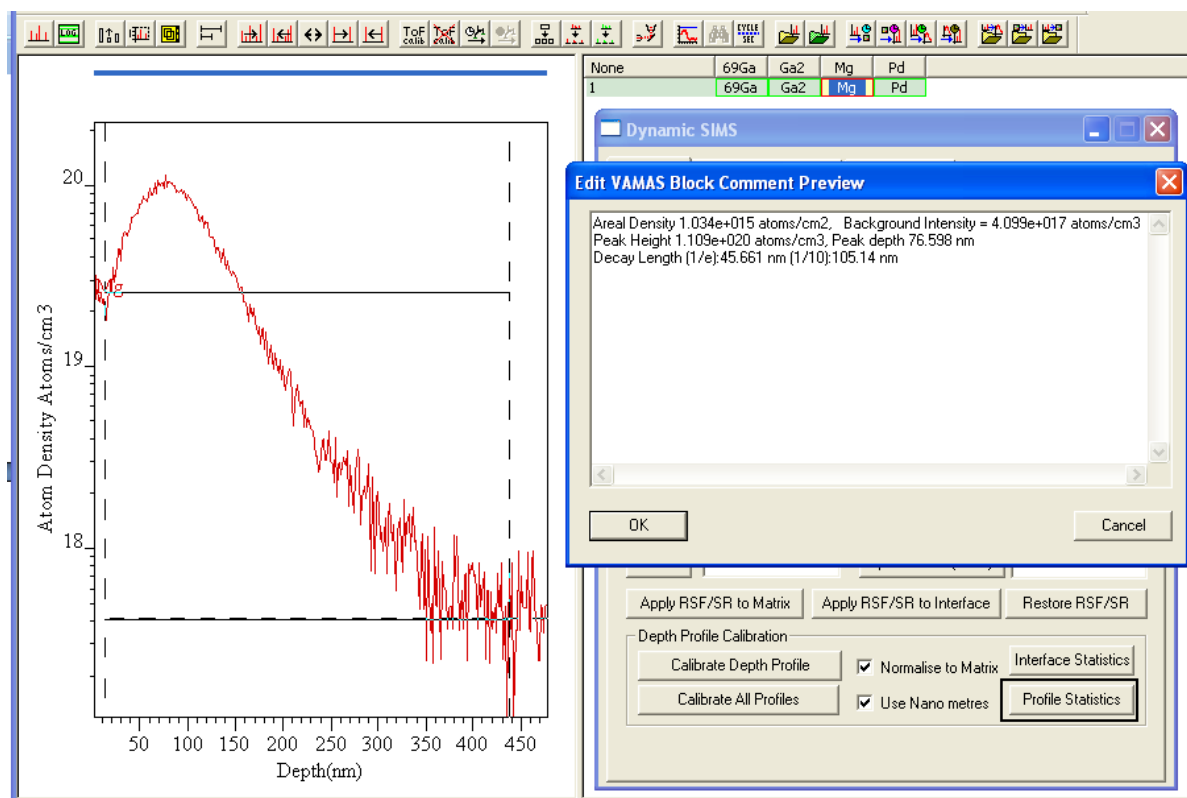 LOG
ToF calib
ToF calib
CYCLE SEC
None 69Ga Ga2 Mg Pd
1 69Ga Ga2 Mg Pd
Dynamic SIMS
Edit VAMAS Block Comment Preview
Areal Density 1.034e+015 atoms/cm2, Background Intensity = 4.099e+017 atoms/cm3
Peak Height 1.109e+020 atoms/cm3, Peak depth 76.598 nm
Decay Length (1/e):45.661 nm (1/10):105.14 nm
OK
Cancel
Apply RSF/SR to Matrix
Apply RSF/SR to Interface
Restore RSF/SR
Depth Profile Calibration
Calibrate Depth Profile
Normalise to Matrix
Interface Statistics
Calibrate All Profiles
Use Nano metres
Profile Statistics
Atom Density Atoms/cm3
20
19
18
Mg
50 100 150 200 250 300 350 400 450
Depth(nm)